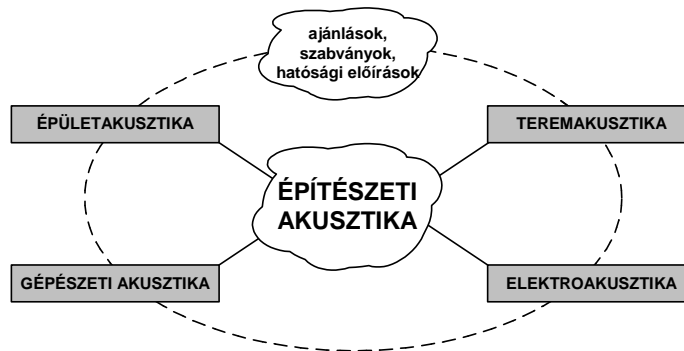 ajánlások,
szabványok,
hatósági előírások
ÉPÜLETAKUSZTIKA
TEREMAKUSZTIKA
ÉPÍTÉSZETI
AKUSZTIKA
GÉPÉSZETI AKUSZTIKA
ELEKTROAKUSZTIKA